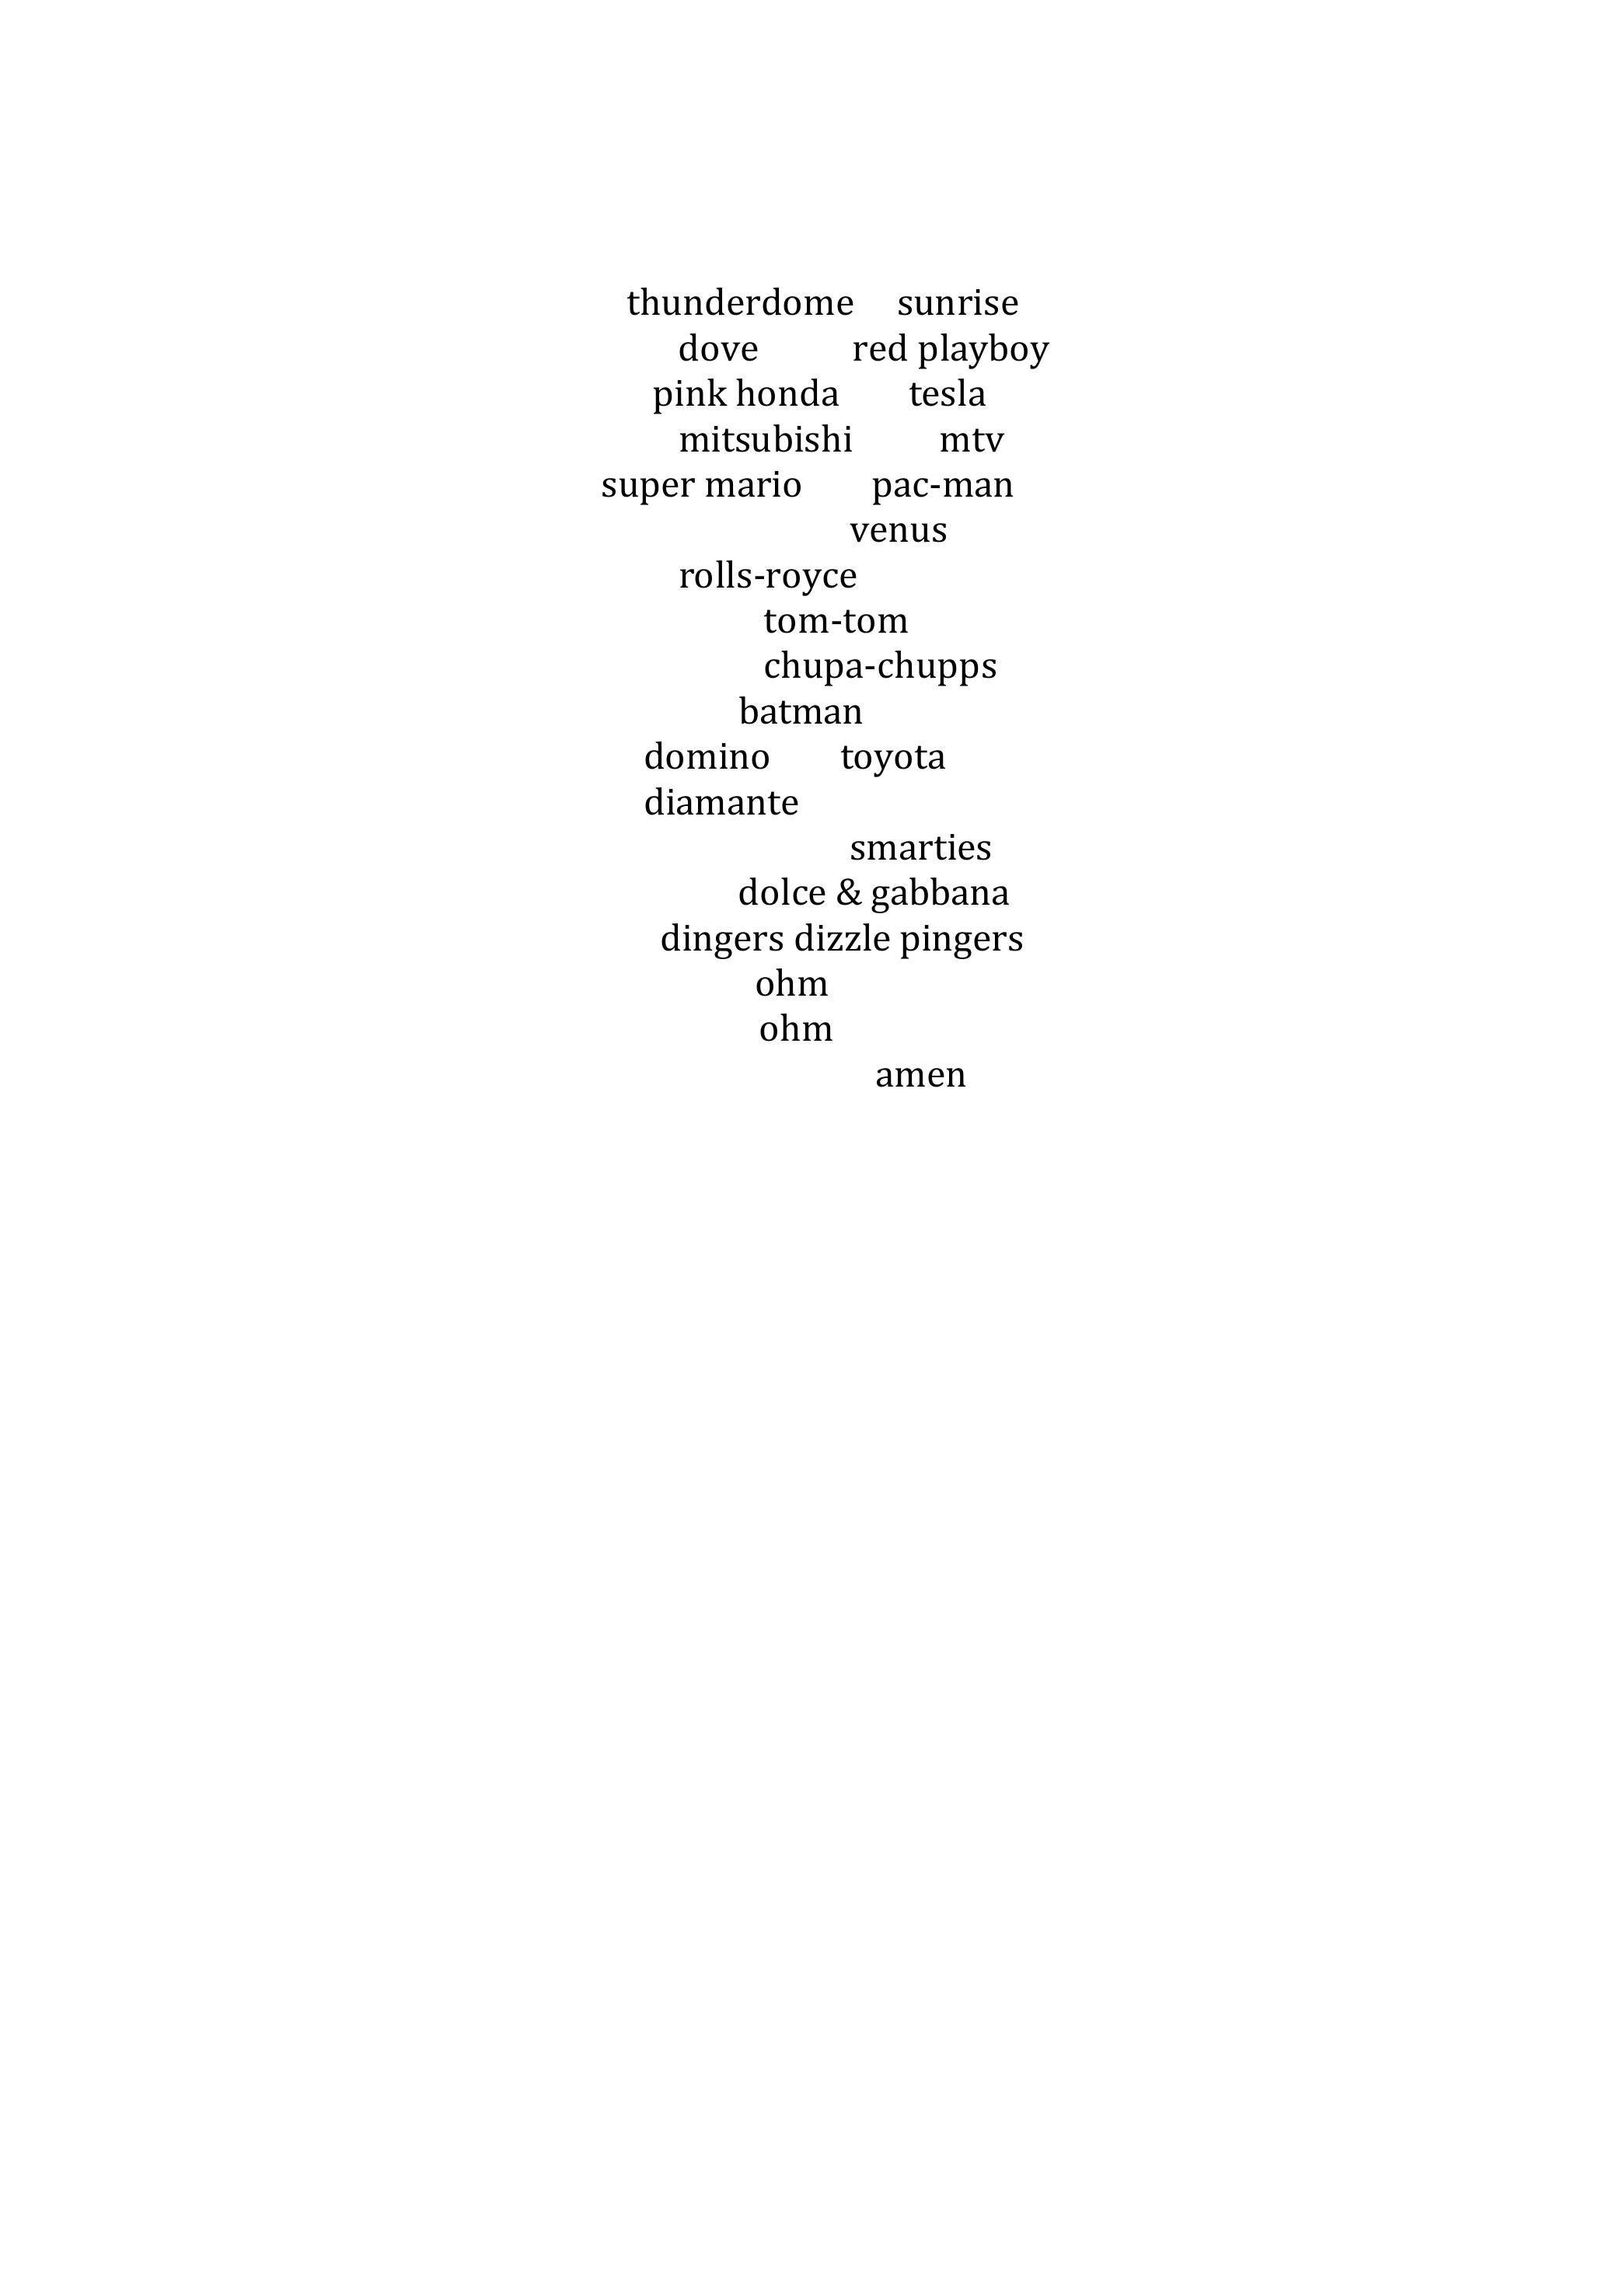 thunderdome sunrise
dove red playboy
pink honda tesla
mitsubishi mtv
super mario pac-man
venus
rolls-royce
tom-tom
chupa-chupps
batman
domino toyota
diamante
smarties
dolce & gabbana
dingers dizzle pingers
ohm
ohm
amen